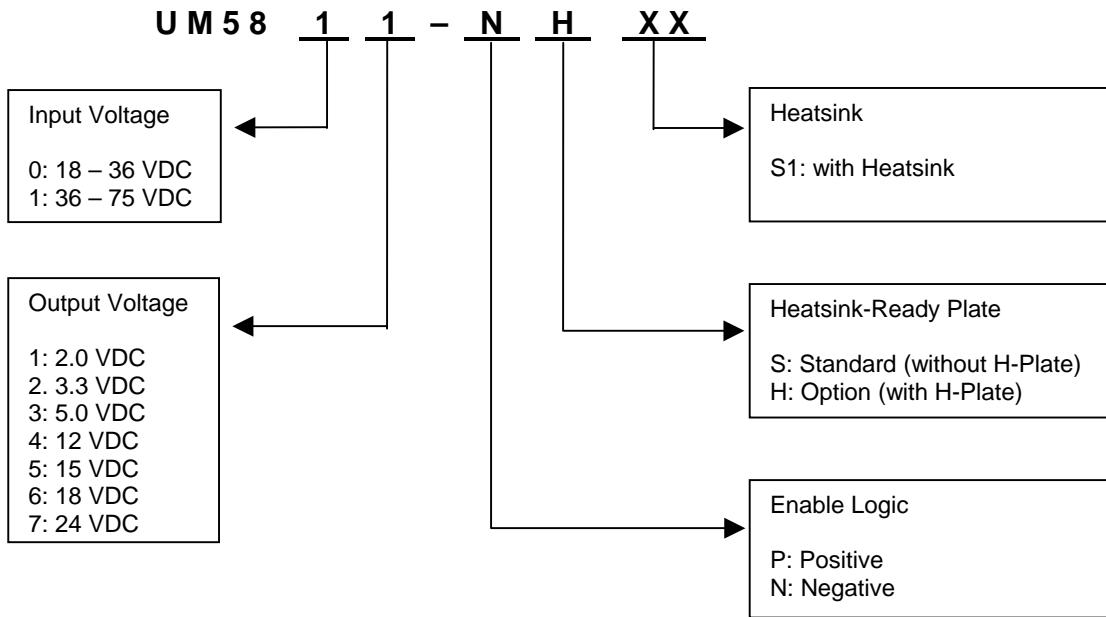 UM58 1 1 – N H XX
Input Voltage
0: 18 – 36 VDC
1: 36 – 75 VDC
Output Voltage
1: 2.0 VDC
2. 3.3 VDC
3: 5.0 VDC
4: 12 VDC
5: 15 VDC
6: 18 VDC
7: 24 VDC
Heatsink
S1: with Heatsink
Heatsink-Ready Plate
S: Standard (without H-Plate)
H: Option (with H-Plate)
Enable Logic
P: Positive
N: Negative